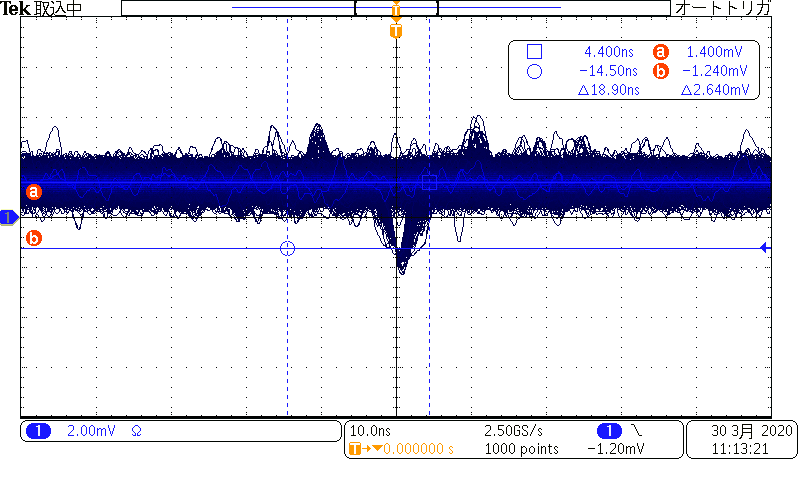 Tek 取込中 オートトリガ
T
T
4.400ns a 1.400mV
−14.50ns b −1.240mV
Δ18.90ns Δ2.640mV
a
1
b
1 2.00mV Ω
10.0ns 2.50GS/s 1
T→▼0.000000 s 1000 points −1.20mV
30 3月 2020
11:13:21